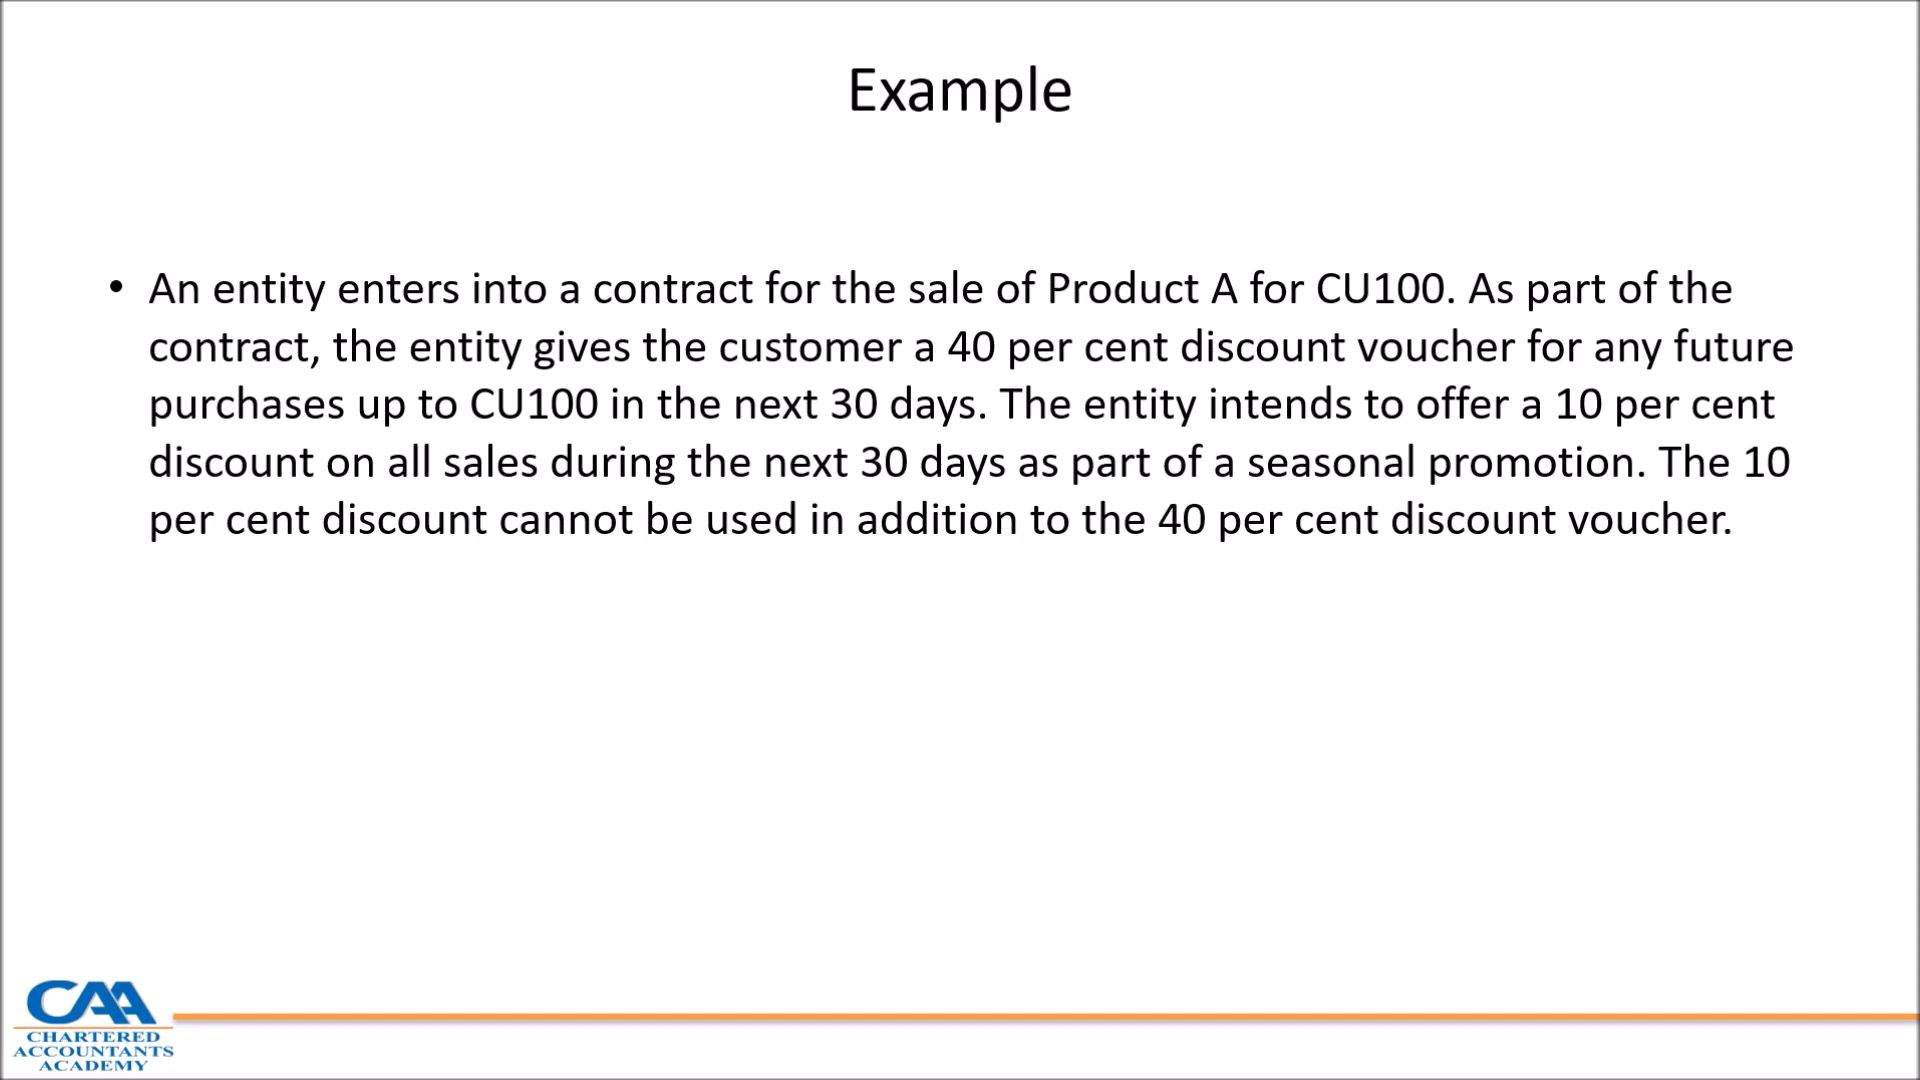 Example
• An entity enters into a contract for the sale of Product A for CU100. As part of the
contract, the entity gives the customer a 40 per cent discount voucher for any future
purchases up to CU100 in the next 30 days. The entity intends to offer a 10 per cent
discount on all sales during the next 30 days as part of a seasonal promotion. The 10
per cent discount cannot be used in addition to the 40 per cent discount voucher.
CAA
CHARTERED
ACCOUNTANTS
ACADEMY